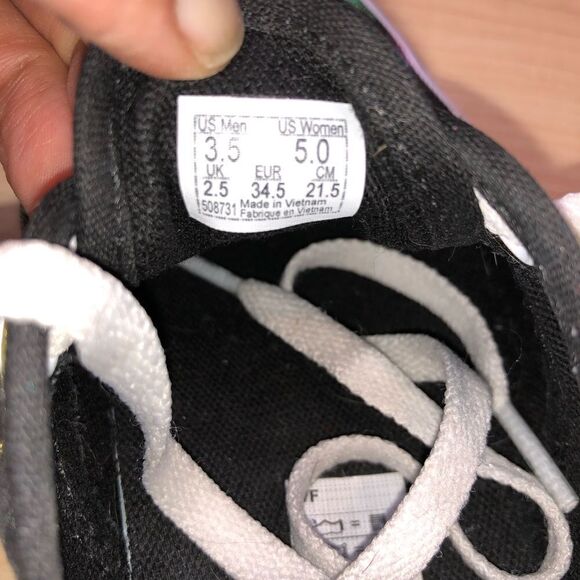 US Men US Women
3.5 5.0
UK EUR CM
2.5 34.5 21.5
508731 Made in Vietnam
Fabrique en Vietnam